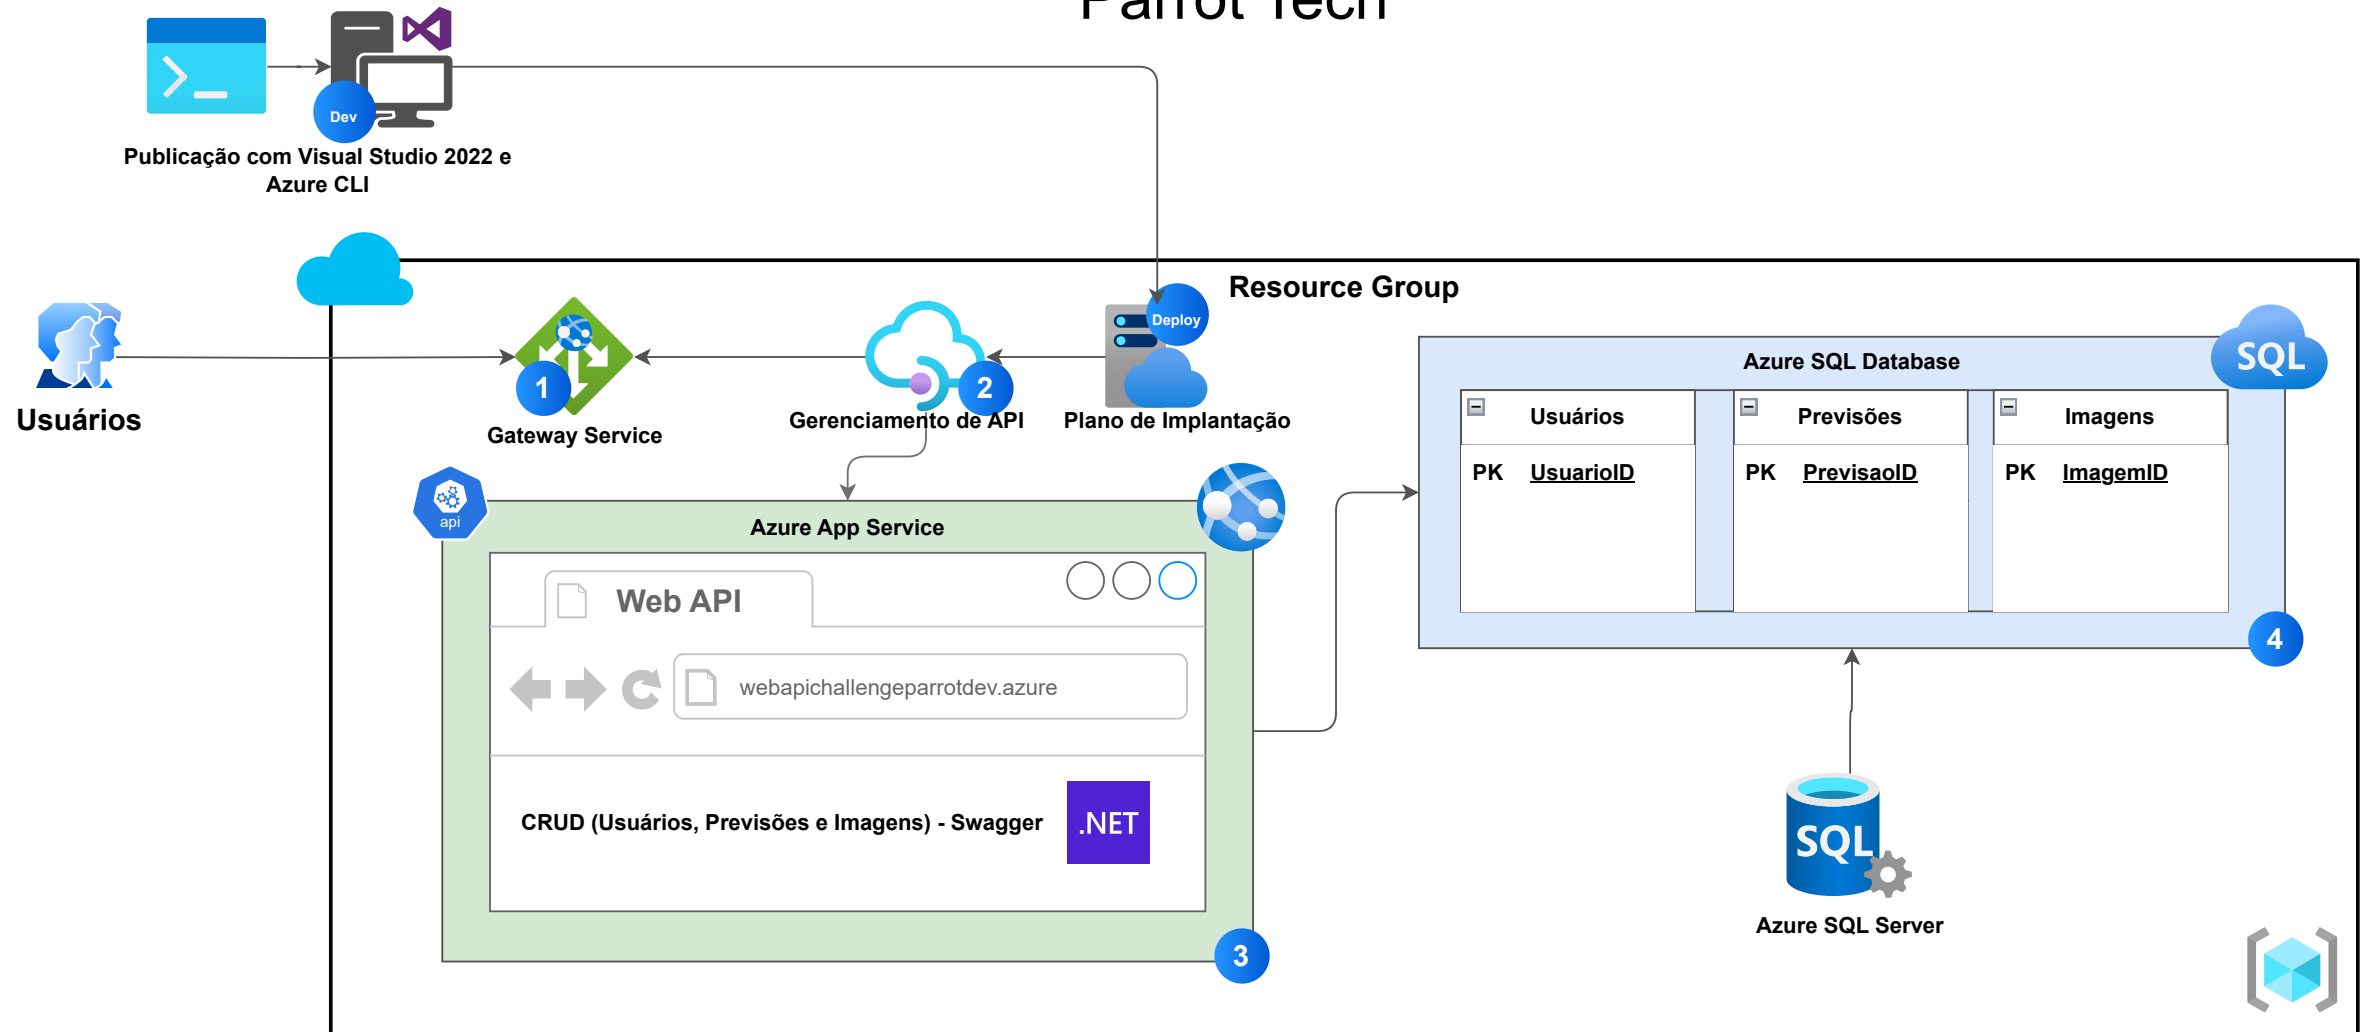 Parrot Tech
Dev
Publicação com Visual Studio 2022 e
Azure CLI
Resource Group
Usuários
1
Gateway Service
2
Gerenciamento de API
Deploy
Plano de Implantação
SQL
Azure SQL Database
Usuários
PK UsuarioID
Previsões
PK PrevisaoID
Imagens
PK ImagemID
4
api
Azure App Service
Web API
webapichallengeparrotdev.azure
CRUD (Usuários, Previsões e Imagens) - Swagger
.NET
3
SQL
Azure SQL Server